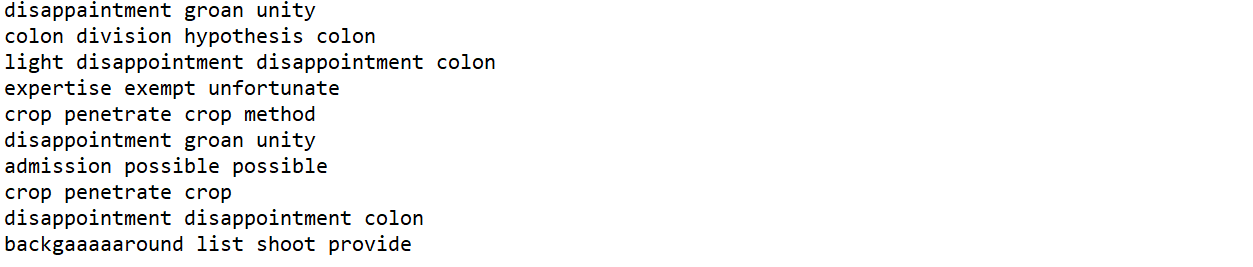 disappaintment groan unity
colon division hypothesis colon
light disappointment disappointment colon
expertise exempt unfortunate
crop penetrate crop method
disappointment groan unity
admission possible possible
crop penetrate crop
disappointment disappointment colon
backgaaaaaround list shoot provide